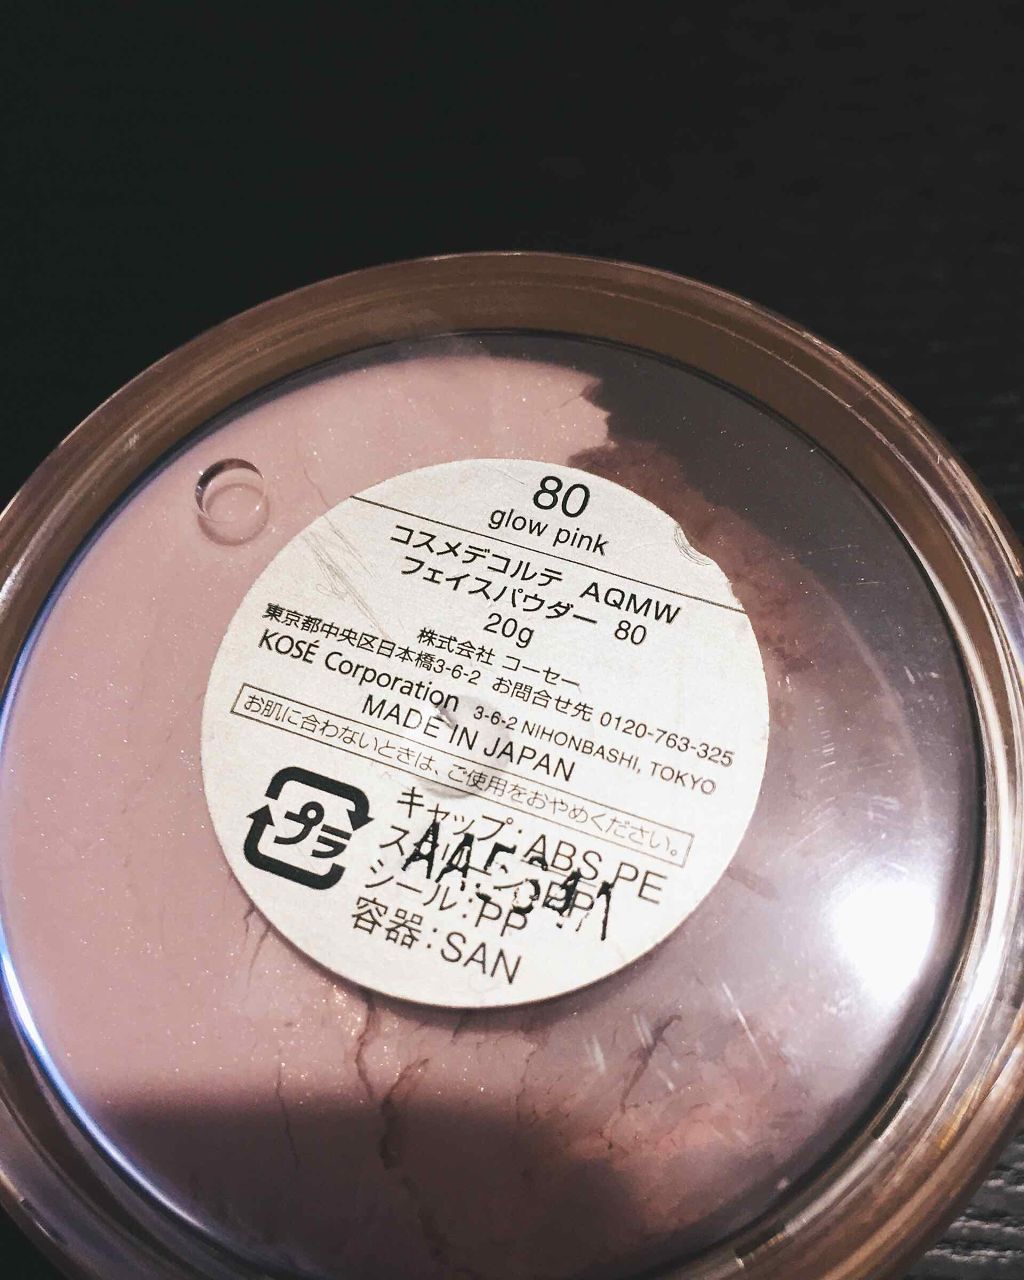 80
glow pink
コスメデコルテ AQMW
フェイスパウダー 80
20g
株式会社 コーセー
東京都中央区日本橋3-6-2 お問合せ先 0120-763-325
KOSÉ Corporation 3-6-2 NIHONBASHI, TOKYO
MADE IN JAPAN
お肌に合わないときは、ご使用をおやめください。
プラ
キャップ:ABS,PE
シール:PP
容器:SAN